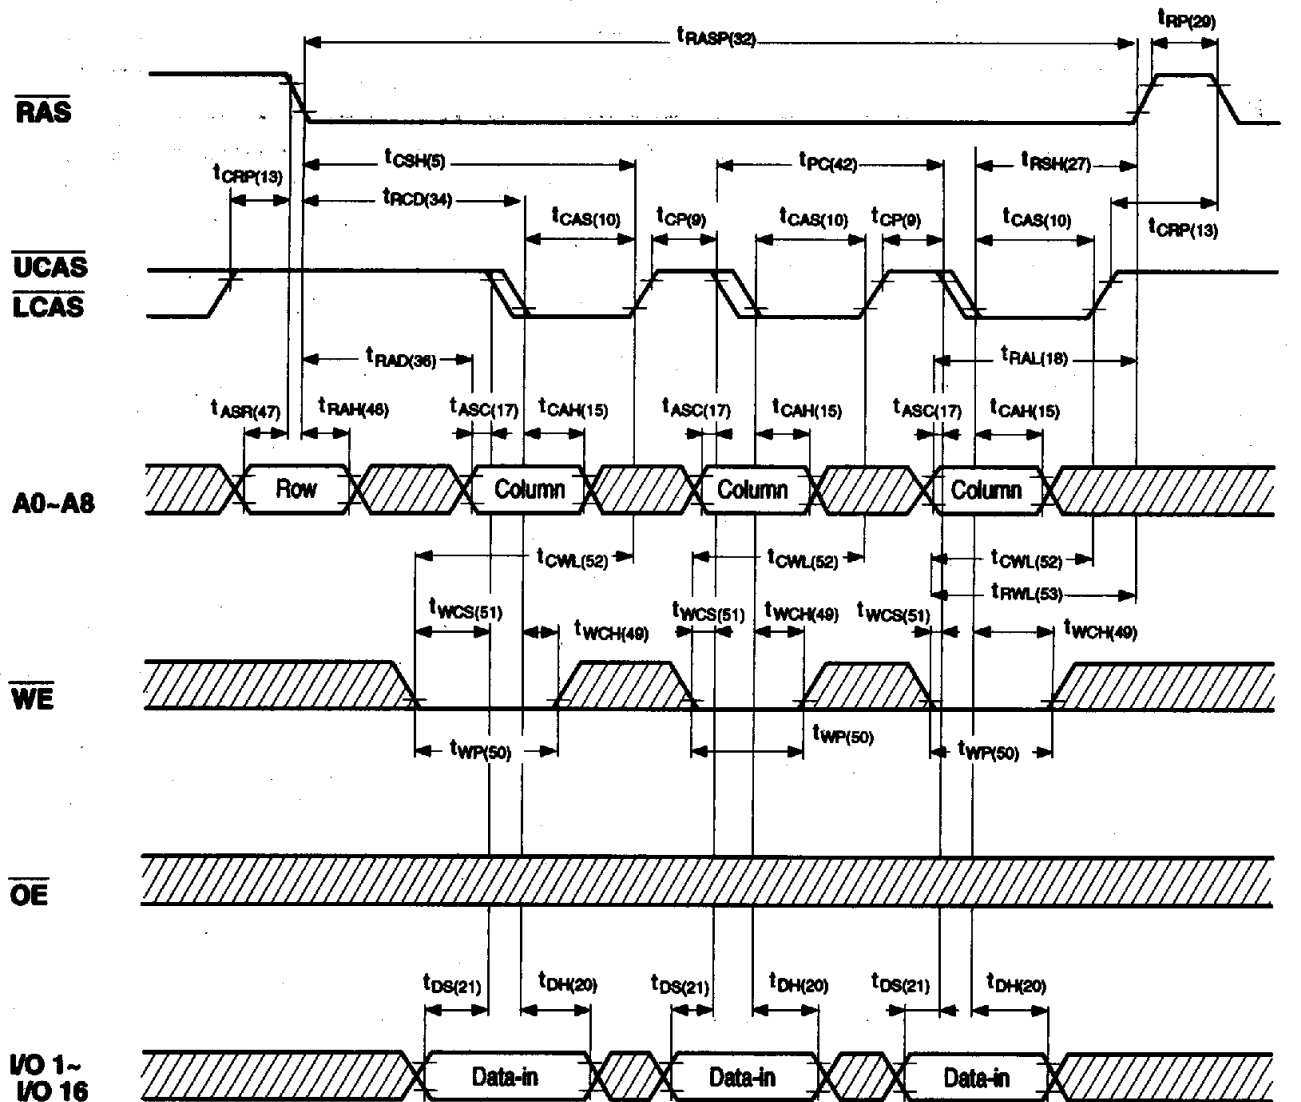 tRP(29)
tRASP(32)
RAS
tCSH(5)
tPC(42)
tRSH(27)
tCRP(13)
tRCD(34)
tCAS(10)
tCP(9)
tCAS(10)
tCP(9)
tCAS(10)
tCRP(13)
UCAS
LCAS
tRAD(36)
tRAL(18)
tASR(47)
tRAH(46)
tASC(17)
tCAH(15)
tASC(17)
tCAH(15)
tASC(17)
tCAH(15)
A0~A8
Row
Column
Column
Column
tCWL(52)
tCWL(52)
tCWL(52)
tRWL(53)
tWCS(51)
tWCH(49)
tWCS(51)
tWCH(49)
tWCS(51)
tWCH(49)
WE
tWP(50)
tWP(50)
tWP(50)
OE
tDS(21)
tDH(20)
tDS(21)
tDH(20)
tDS(21)
tDH(20)
I/O 1~
I/O 16
Data-in
Data-in
Data-in